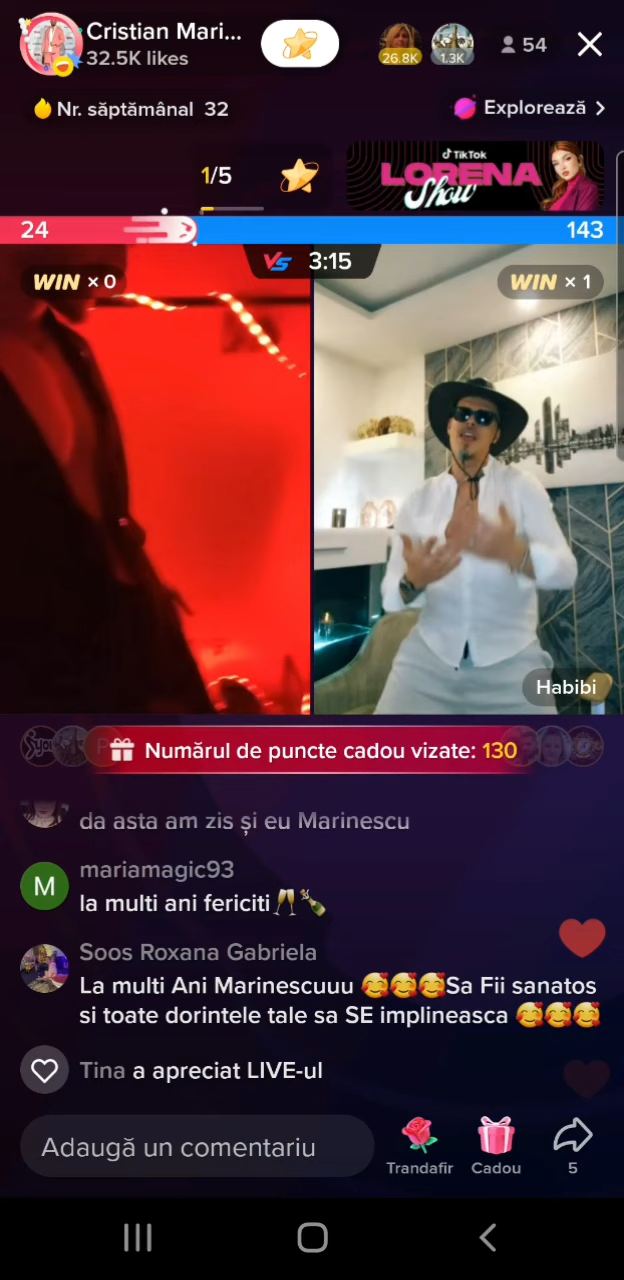 Cristian Mari...
32.5K likes
26.8K
1.3K
54
Nr. săptămânal 32
Explorează
1/5
TikTok
LORENA
Show
24
143
VS 3:15
WIN x 0
WIN x 1
Habibi
Numărul de puncte cadou vizate: 130
da asta am zis și eu Marinescu
M
mariamagic93
la multi ani fericiti
Soos Roxana Gabriela
La multi Ani Marinescuuu 🥰🥰🥰Sa Fii sanatos
si toate dorintele tale sa SE implineasca 🥰🥰🥰
Tina a apreciat LIVE-ul
Adaugă un comentariu
Trandafir
Cadou
5